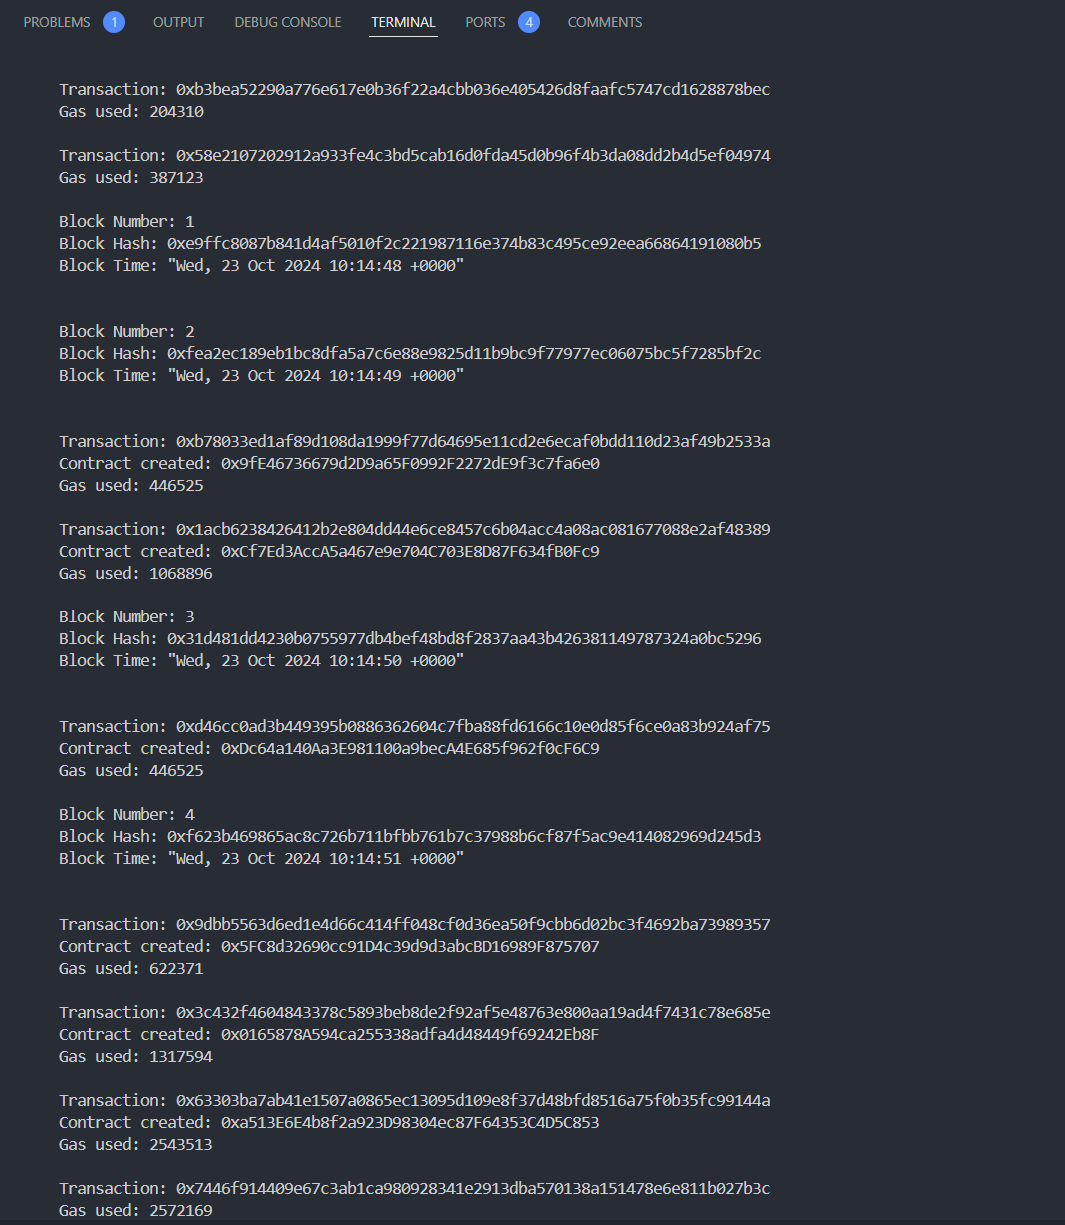 PROBLEMS 1 OUTPUT DEBUG CONSOLE TERMINAL PORTS 4 COMMENTS
Transaction: 0xb3bea52290a776e617e0b36f22a4cbb036e405426d8faafc5747cd1628878bec
Gas used: 204310
Transaction: 0x58e2107202912a933fe4c3bd5cab16d0fda45d0b96f4b3da08dd2b4d5ef04974
Gas used: 387123
Block Number: 1
Block Hash: 0xe9ffc8087b841d4af5010f2c221987116e374b83c495ce92eea66864191080b5
Block Time: "Wed, 23 Oct 2024 10:14:48 +0000"
Block Number: 2
Block Hash: 0xfea2ec189eb1bc8dfa5a7c6e88e9825d11b9bc9f77977ec06075bc5f7285bf2c
Block Time: "Wed, 23 Oct 2024 10:14:49 +0000"
Transaction: 0xb78033ed1af89d108da1999f77d64695e11cd2e6ecaf0bdd110d23af49b2533a
Contract created: 0x9fE46736679d2D9a65F0992F2272dE9f3c7fa6e0
Gas used: 446525
Transaction: 0x1acb6238426412b2e804dd44e6ce8457c6b04acc4a08ac081677088e2af48389
Contract created: 0xCf7Ed3AccA5a467e9e704C703E8D87F634fB0Fc9
Gas used: 1068896
Block Number: 3
Block Hash: 0x31d481dd4230b0755977db4bef48bd8f2837aa43b426381149787324a0bc5296
Block Time: "Wed, 23 Oct 2024 10:14:50 +0000"
Transaction: 0xd46cc0ad3b449395b0886362604c7fba88fd6166c10e0d85f6ce0a83b924af75
Contract created: 0xDc64a140Aa3E981100a9becA4E685f962f0cF6C9
Gas used: 446525
Block Number: 4
Block Hash: 0xf623b469865ac8c726b711bfbb761b7c37988b6cf87f5ac9e414082969d245d3
Block Time: "Wed, 23 Oct 2024 10:14:51 +0000"
Transaction: 0x9dbb5563d6ed1e4d66c414ff048cf0d36ea50f9cbb6d02bc3f4692ba73989357
Contract created: 0x5FC8d32690cc91D4c39d9d3abcBD16989F875707
Gas used: 622371
Transaction: 0x3c432f4604843378c5893beb8de2f92af5e48763e800aa19ad4f7431c78e685e
Contract created: 0x0165878A594ca255338adfa4d48449f69242Eb8F
Gas used: 1317594
Transaction: 0x63303ba7ab41e1507a0865ec13095d109e8f37d48bfd8516a75f0b35fc99144a
Contract created: 0xa513E6E4b8f2a923D98304ec87F64353C4D5C853
Gas used: 2543513
Transaction: 0x7446f914409e67c3ab1ca980928341e2913dba570138a151478e6e811b027b3c
Gas used: 2572169